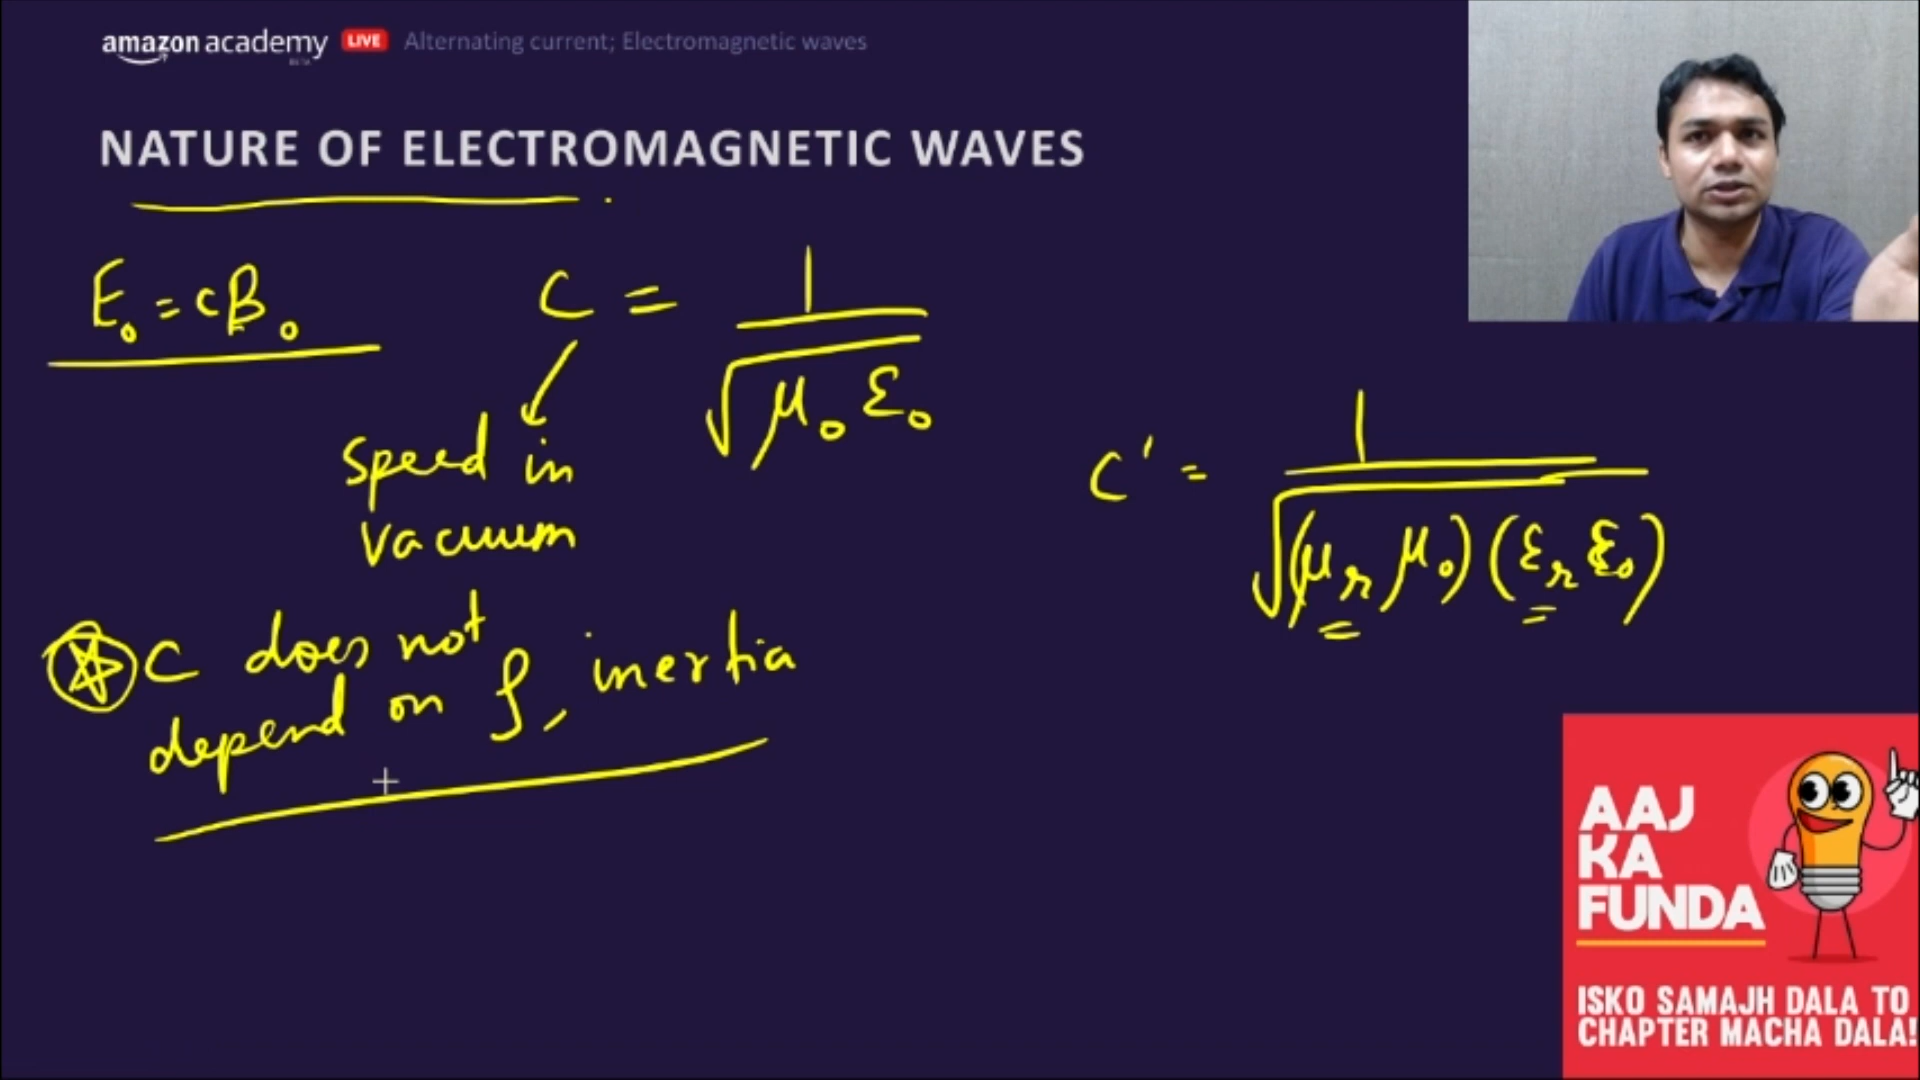 amazon academy LIVE Alternating current; Electromagnetic waves
BETA
NATURE OF ELECTROMAGNETIC WAVES
E₀ = cB₀
C = 1/√(μ₀ε₀)
speed in
vacuum
C' = 1/√((μᵣμ₀)(εᵣε₀))
C does not
depend on ρ, inertia
AAJ
KA
FUNDA
ISKO SAMAJH DALA TO
CHAPTER MACHA DALA!